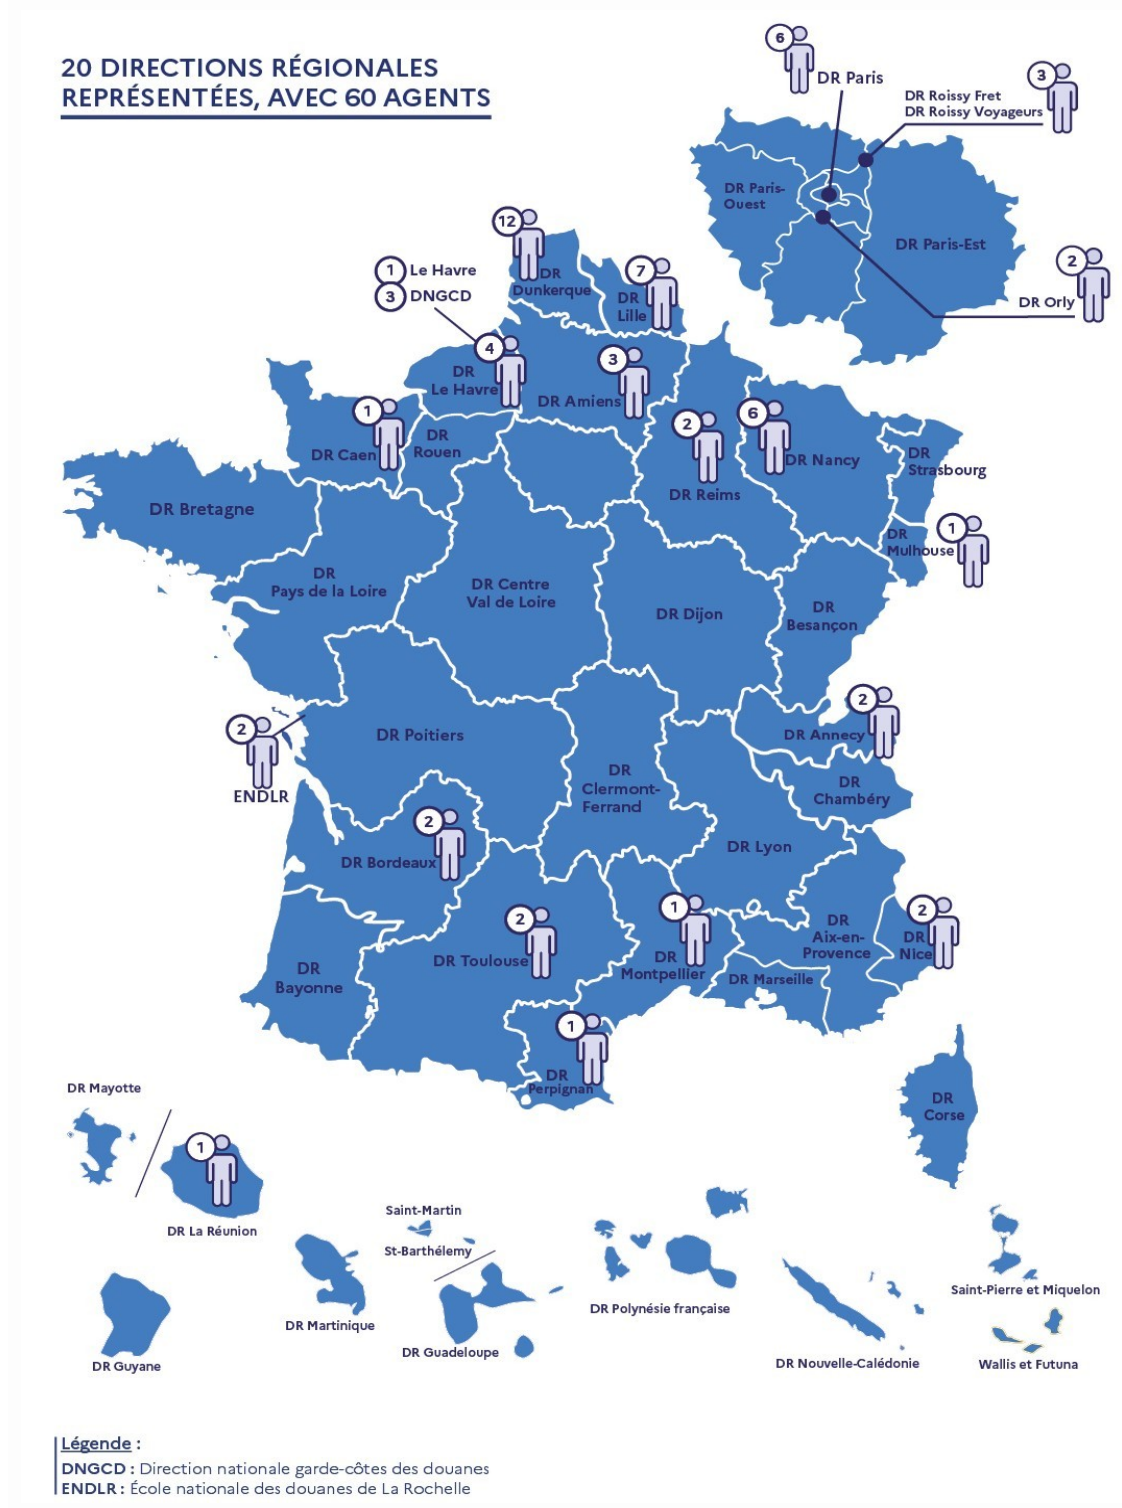 20 DIRECTIONS RÉGIONALES
REPRÉSENTÉES, AVEC 60 AGENTS
6
DR Paris
3
DR Roissy Fret
DR Roissy Voyageurs
DR Paris-
Ouest
DR Paris-Est
2
DR Orly
12
DR
Dunkerque
7
DR
Lille
1 Le Havre
3 DNGCD
4
DR
Le Havre
3
DR Amiens
1
DR Caen
DR
Rouen
2
DR Reims
6
DR Nancy
DR
Strasbourg
1
DR
Mulhouse
DR Bretagne
DR
Pays de la Loire
DR Centre
Val de Loire
DR Dijon
DR
Besançon
2
ENDLR
DR Poitiers
2
DR Annecy
DR
Clermont-
Ferrand
DR
Chambéry
2
DR Bordeaux
DR Lyon
2
DR Toulouse
1
DR
Montpellier
DR
Aix-en-
Provence
2
DR
Nice
DR
Bayonne
DR Marseille
1
DR
Perpignan
DR
Corse
DR Mayotte
1
DR La Réunion
Saint-Martin
St-Barthélemy
DR Guyane
DR Martinique
DR Guadeloupe
DR Polynésie française
DR Nouvelle-Calédonie
Saint-Pierre et Miquelon
Wallis et Futuna
Légende :
DNGCD : Direction nationale garde-côtes des douanes
ENDLR : École nationale des douanes de La Rochelle